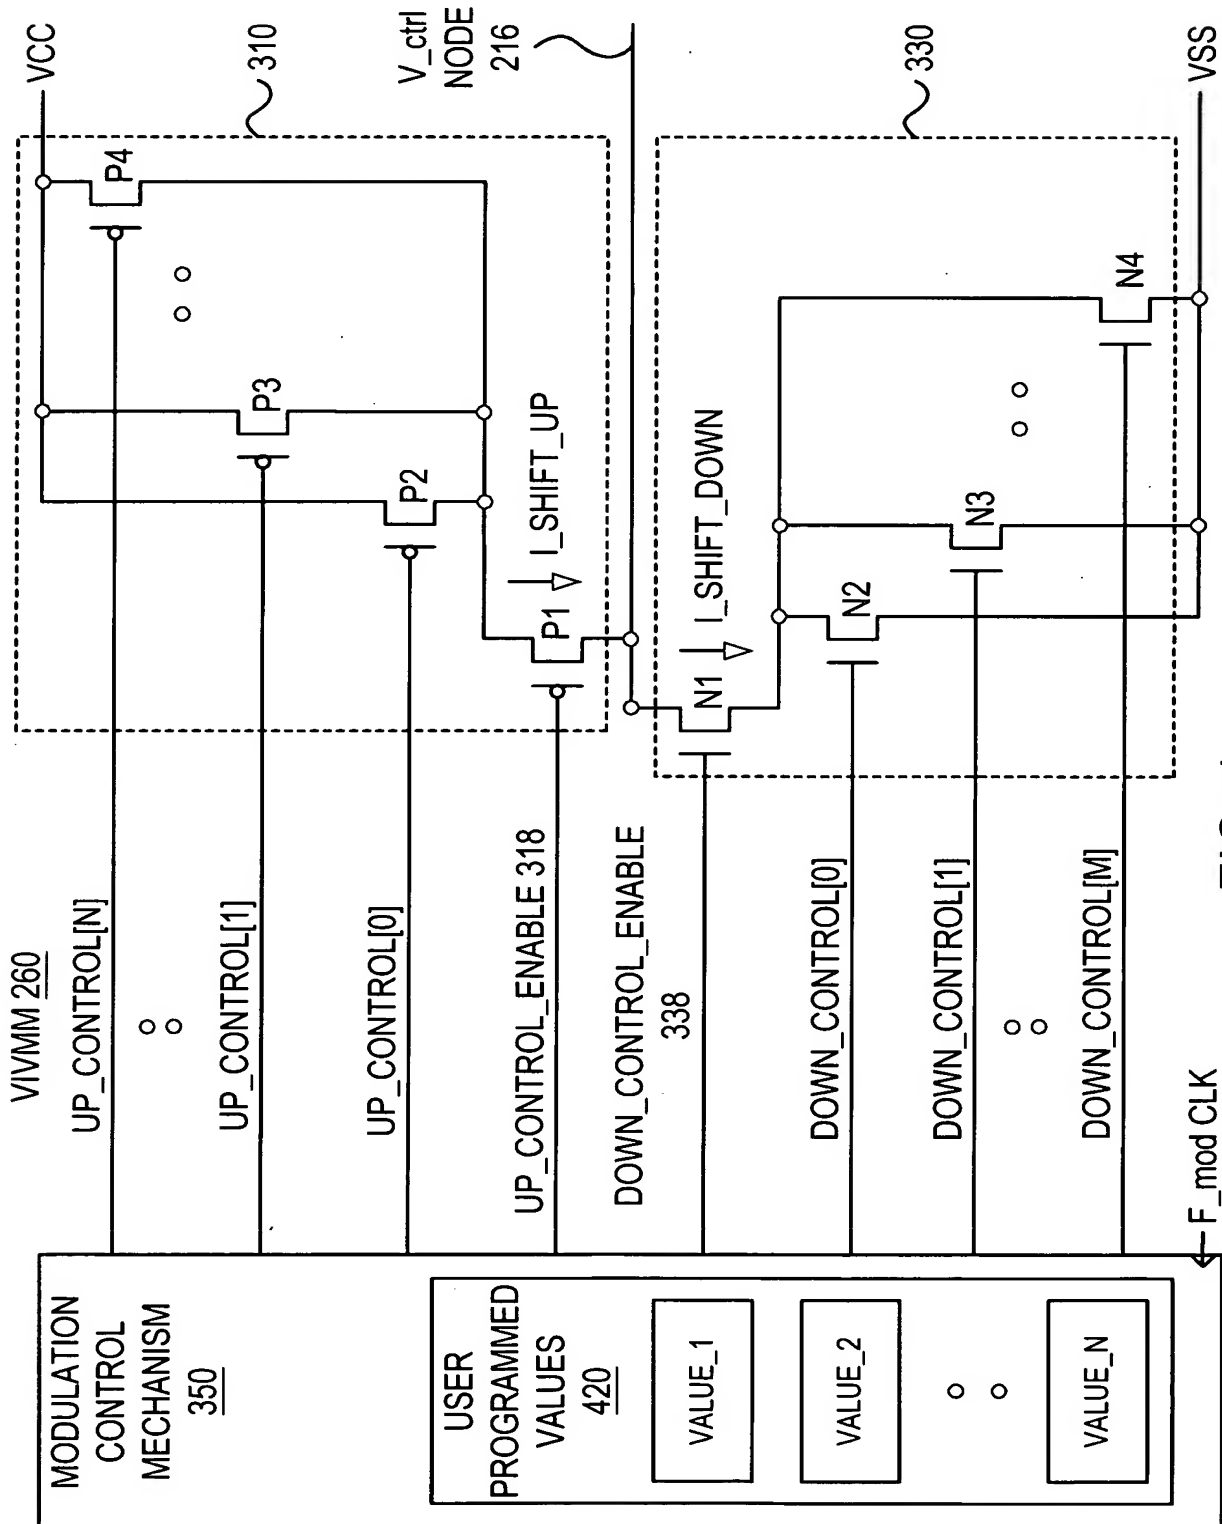 VIVMM 260
MODULATION
CONTROL
MECHANISM
350
USER
PROGRAMMED
VALUES
420
VALUE_1
VALUE_2
VALUE_N
F_mod CLK
UP_CONTROL[N]
UP_CONTROL[1]
UP_CONTROL[0]
UP_CONTROL_ENABLE 318
DOWN_CONTROL_ENABLE
338
DOWN_CONTROL[0]
DOWN_CONTROL[1]
DOWN_CONTROL[M]
VCC
310
P4
P3
P2
P1
I_SHIFT_UP
V_ctrl
NODE
216
330
N1
I_SHIFT_DOWN
N2
N3
N4
VSS